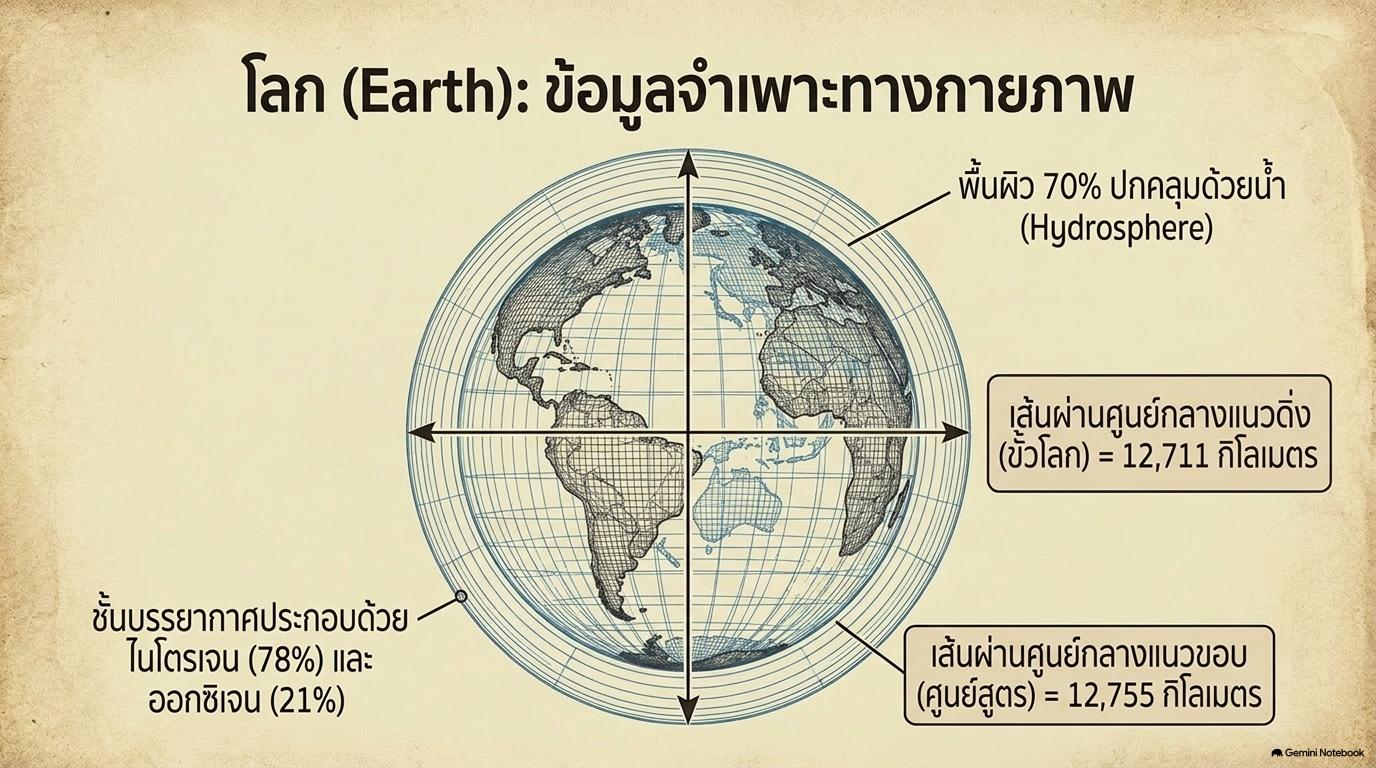 โลก (Earth): ข้อมูลจำเพาะทางกายภาพ
พื้นผิว 70% ปกคลุมด้วยน้ำ
(Hydrosphere)
เส้นผ่านศูนย์กลางแนวดิ่ง
(ขั้วโลก) = 12,711 กิโลเมตร
ชั้นบรรยากาศประกอบด้วย
ไนโตรเจน (78%) และ
ออกซิเจน (21%)
เส้นผ่านศูนย์กลางแนวขอบ
(ศูนย์สูตร) = 12,755 กิโลเมตร
Gemini Notebook